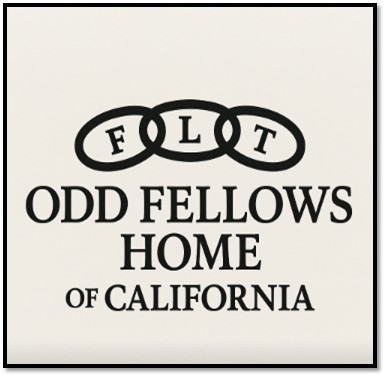 F L T
ODD FELLOWS
HOME
OF CALIFORNIA